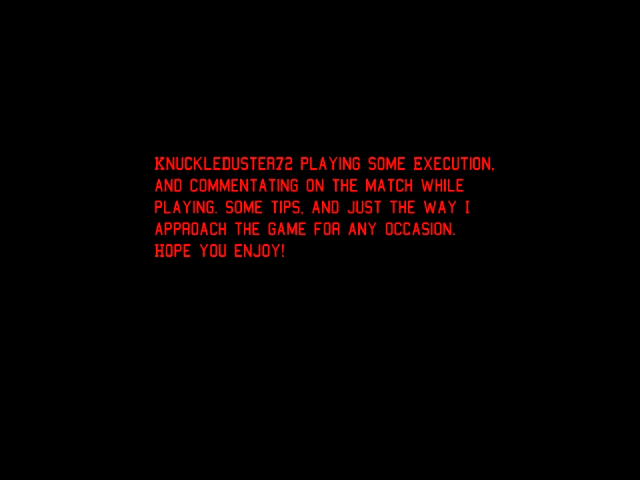 KnuckleDuster72 playing some Execution,
and commentating on the match while
playing. some tips, and just the way I
approach the game for any occasion.
Hope you enjoy!